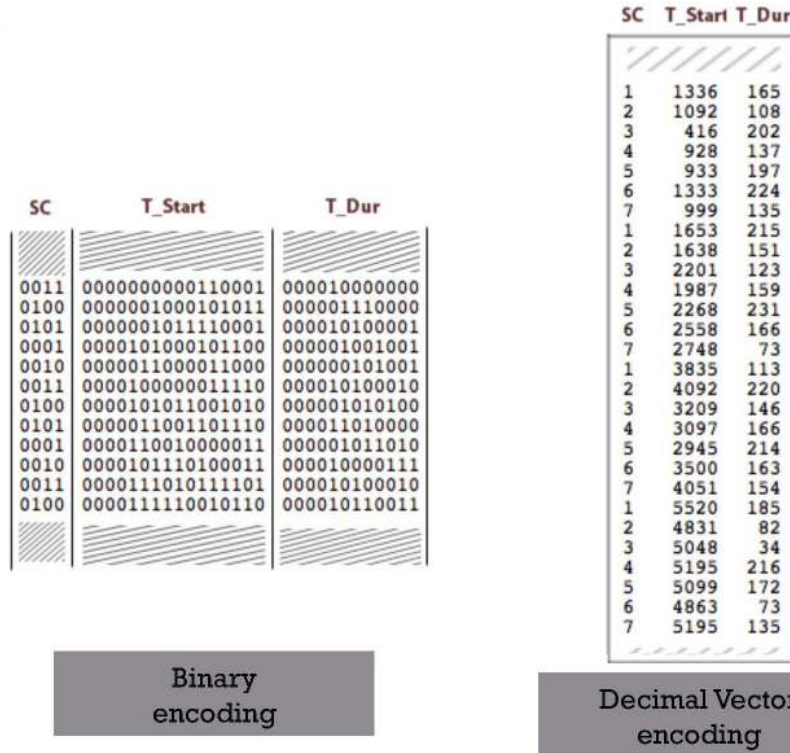 SC T_Start T_Dur
0011 0000000000110001 000010000000
0100 0000001000101011 000001110000
0101 0000001011110001 000010100001
0001 0000101000101100 000001001001
0010 0000011000011000 000000101001
0011 0000100000011110 000010100010
0100 0000101011001010 000001010100
0101 0000011001101110 000011010000
0001 0000110010000011 000001011010
0010 0000101110100011 000010000111
0011 0000111010111101 000010100010
0100 0000111110010110 000010110011
Binary
encoding
SC T_Start T_Dur
1 1336 165
2 1092 108
3 416 202
4 928 137
5 933 197
6 1333 224
7 999 135
1 1653 215
2 1638 151
3 2201 123
4 1987 159
5 2268 231
6 2558 166
7 2748 73
1 3835 113
2 4092 220
3 3209 146
4 3097 166
5 2945 214
6 3500 163
7 4051 154
1 5520 185
2 4831 82
3 5048 34
4 5195 216
5 5099 172
6 4863 73
7 5195 135
Decimal Vector
encoding